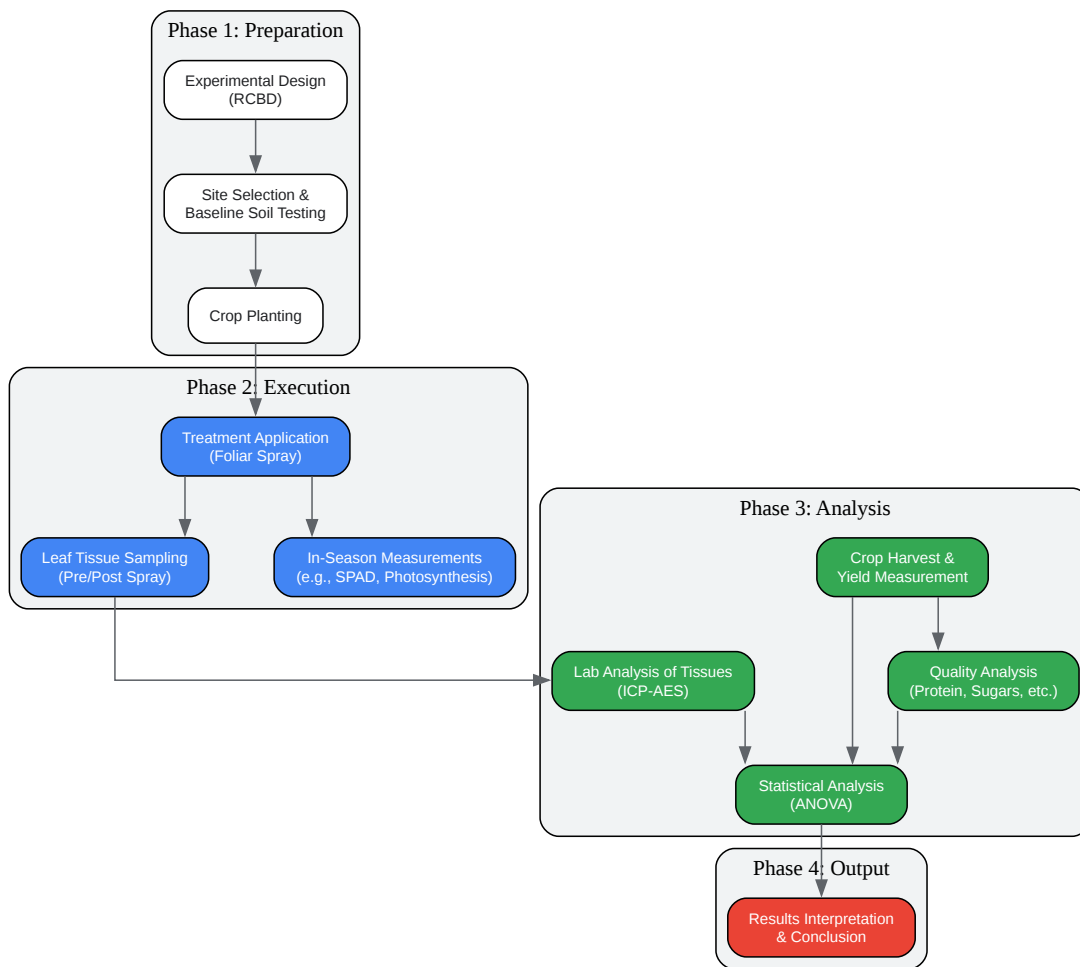 Phase 1: Preparation
Experimental Design
(RCBD)
Site Selection &
Baseline Soil Testing
Crop Planting
Phase 2: Execution
Treatment Application
(Foliar Spray)
Leaf Tissue Sampling
(Pre/Post Spray)
In-Season Measurements
(e.g., SPAD, Photosynthesis)
Phase 3: Analysis
Crop Harvest &
Yield Measurement
Lab Analysis of Tissues
(ICP-AES)
Quality Analysis
(Protein, Sugars, etc.)
Statistical Analysis
(ANOVA)
Phase 4: Output
Results Interpretation
& Conclusion